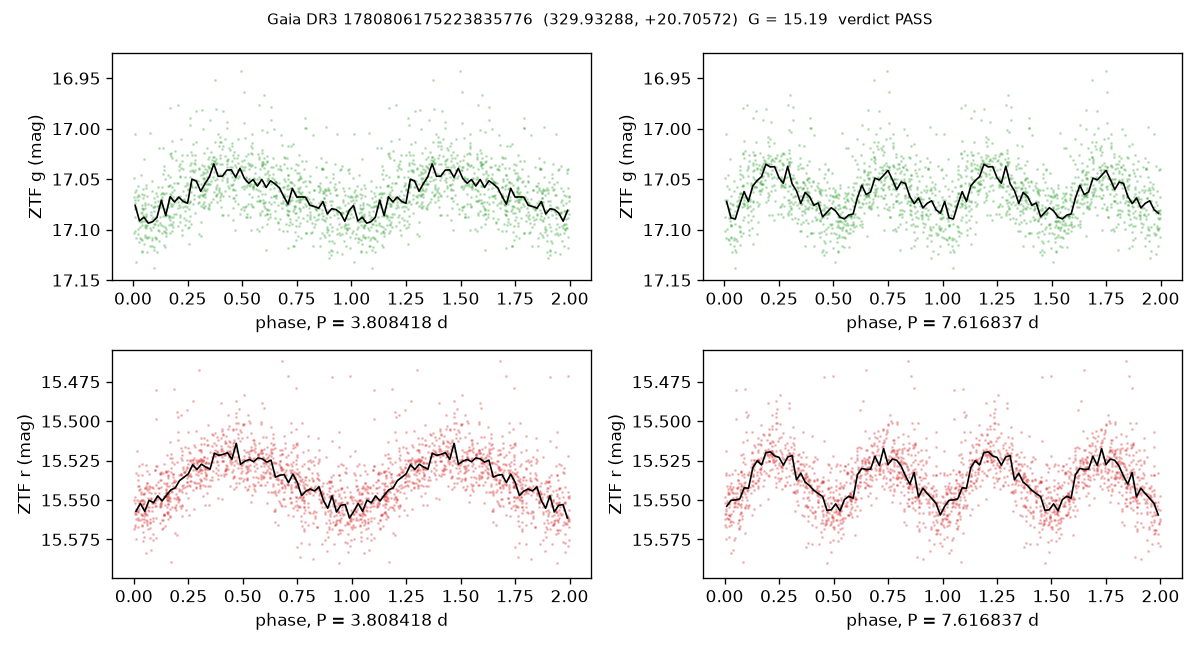 Gaia DR3 1780806175223835776 (329.93288, +20.70572) G = 15.19 verdict PASS
ZTF g (mag)
16.95
17.00
17.05
17.10
17.15
0.00 0.25 0.50 0.75 1.00 1.25 1.50 1.75 2.00
phase, P = 3.808418 d
ZTF g (mag)
16.95
17.00
17.05
17.10
17.15
0.00 0.25 0.50 0.75 1.00 1.25 1.50 1.75 2.00
phase, P = 7.616837 d
ZTF r (mag)
15.475
15.500
15.525
15.550
15.575
0.00 0.25 0.50 0.75 1.00 1.25 1.50 1.75 2.00
phase, P = 3.808418 d
ZTF r (mag)
15.475
15.500
15.525
15.550
15.575
0.00 0.25 0.50 0.75 1.00 1.25 1.50 1.75 2.00
phase, P = 7.616837 d